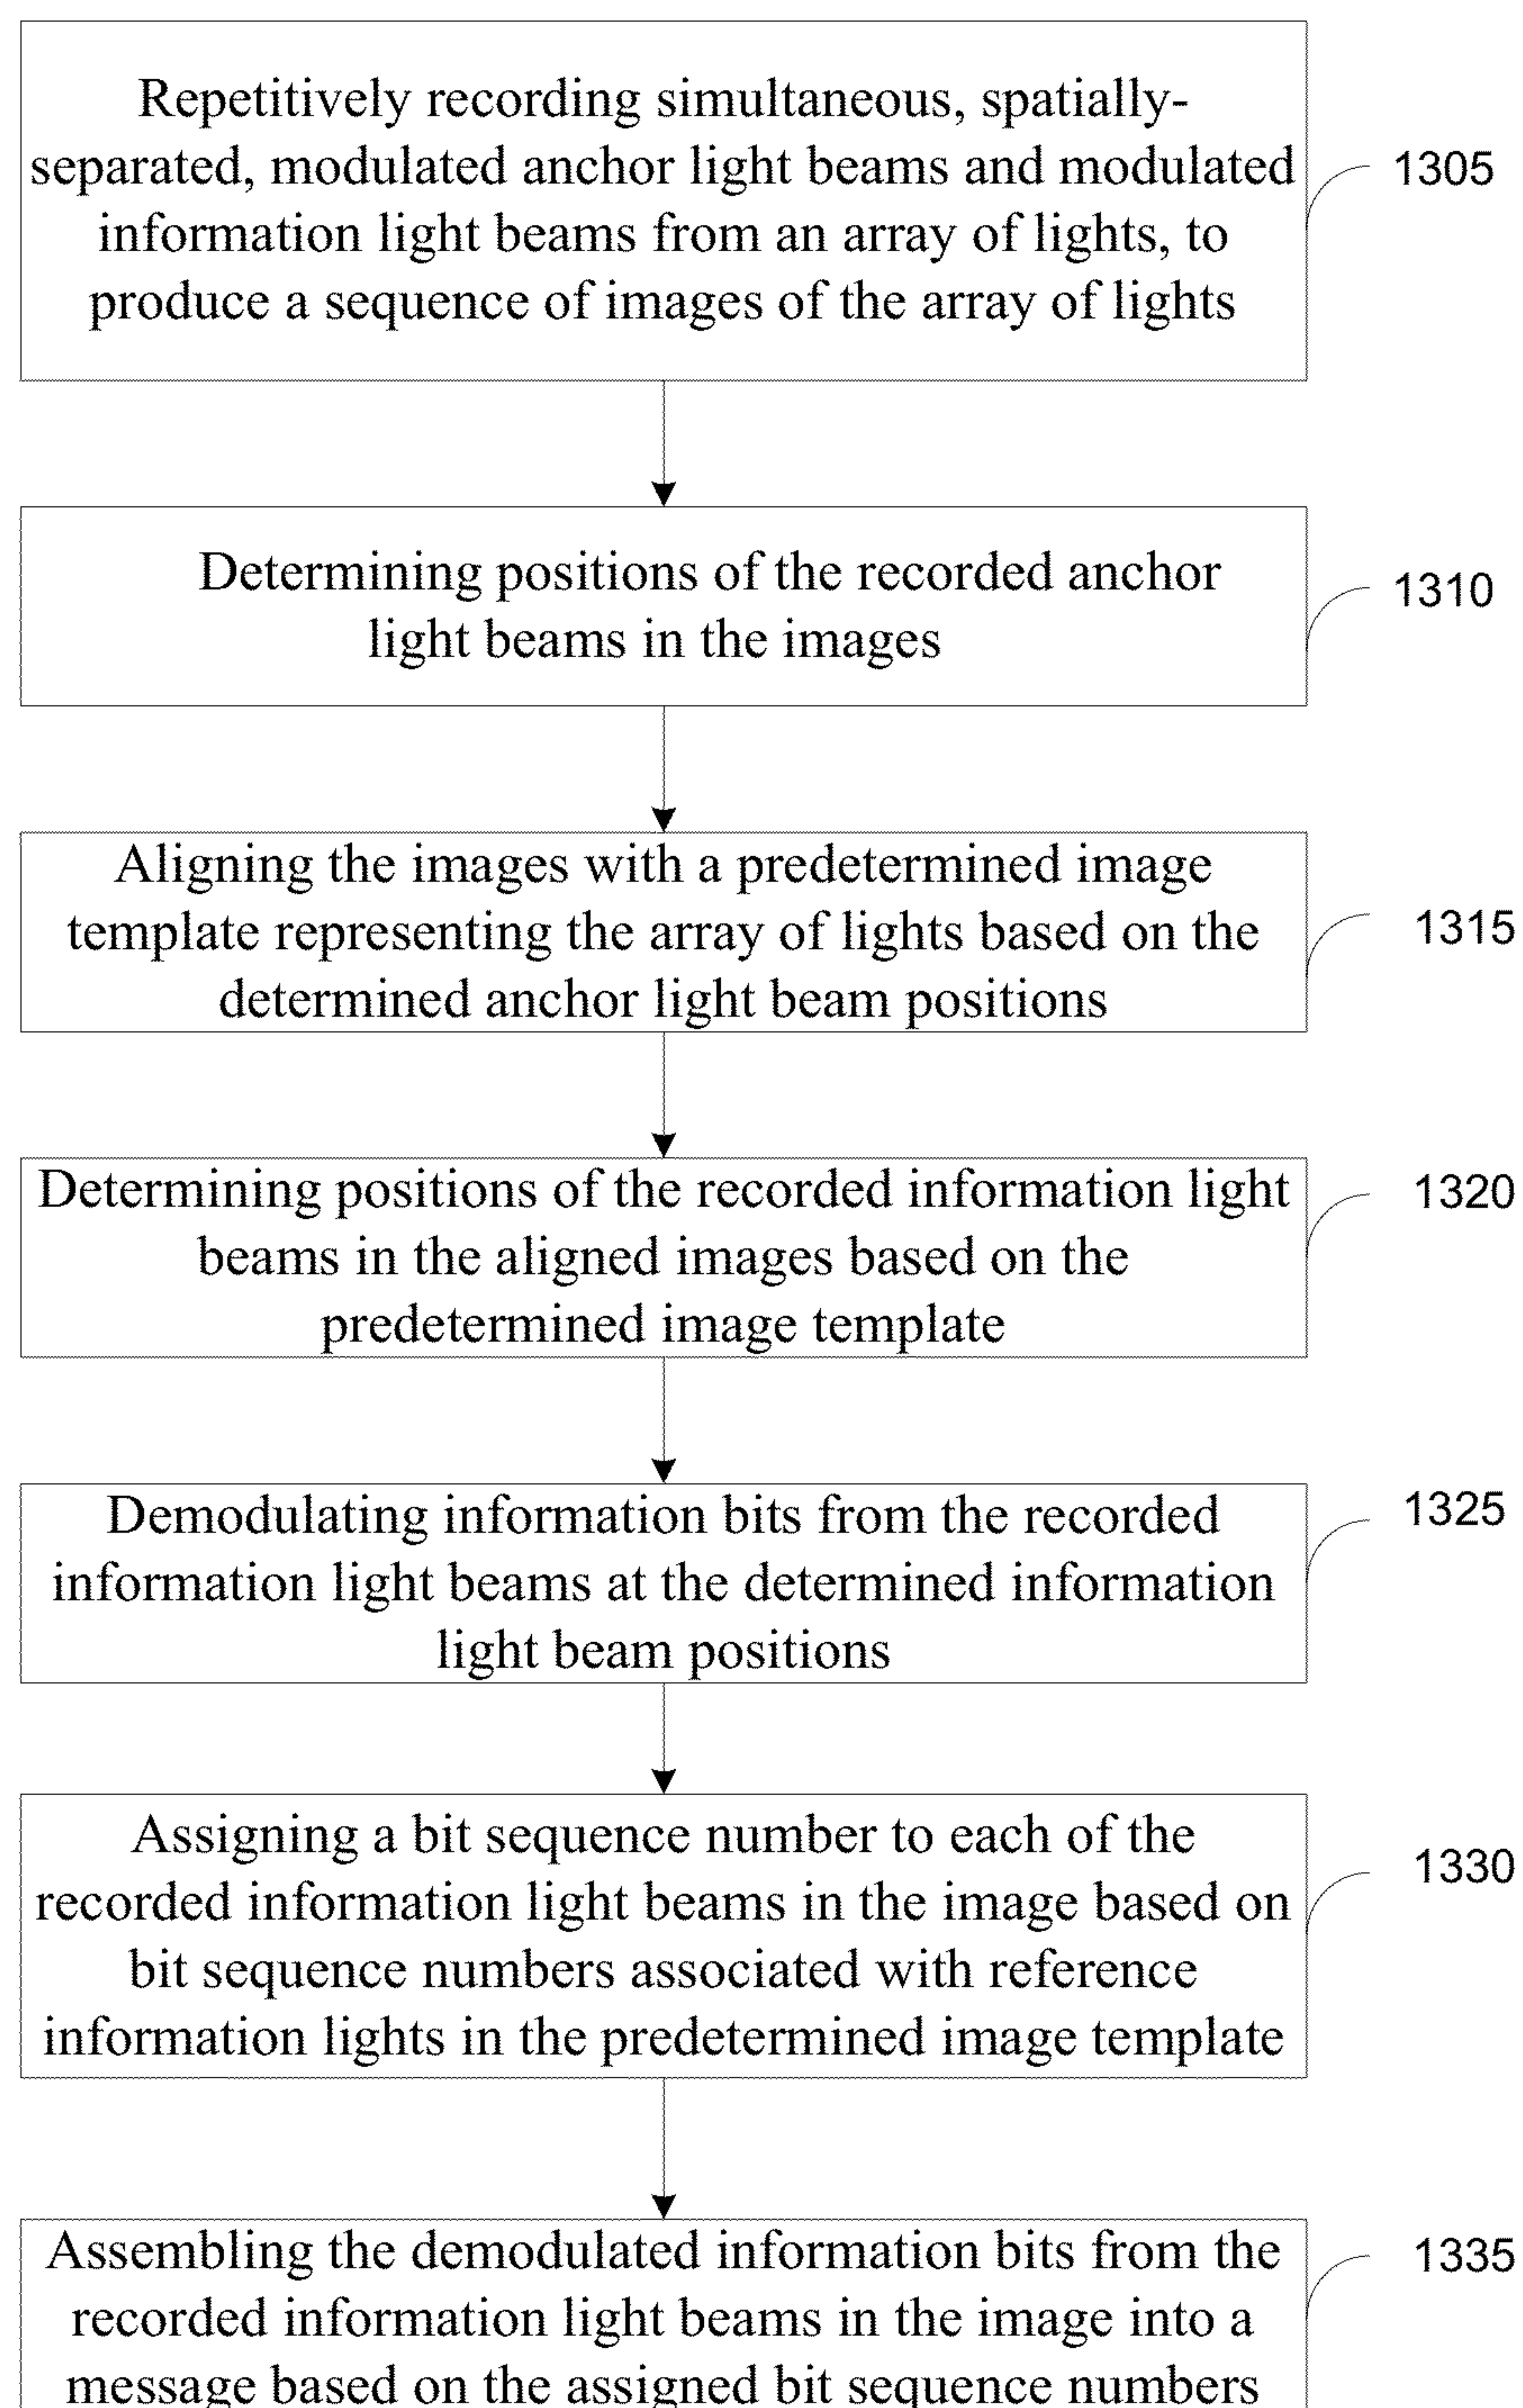 Repetitively recording simultaneous, spatially-
separated, modulated anchor light beams and modulated
information light beams from an array of lights, to
produce a sequence of images of the array of lights
1305
Determining positions of the recorded anchor
light beams in the images
1310
Aligning the images with a predetermined image
template representing the array of lights based on the
determined anchor light beam positions
1315
Determining positions of the recorded information light
beams in the aligned images based on the
predetermined image template
1320
Demodulating information bits from the recorded
information light beams at the determined information
light beam positions
1325
Assigning a bit sequence number to each of the
recorded information light beams in the image based on
bit sequence numbers associated with reference
information lights in the predetermined image template
1330
Assembling the demodulated information bits from the
recorded information light beams in the image into a
message based on the assigned bit sequence numbers
1335